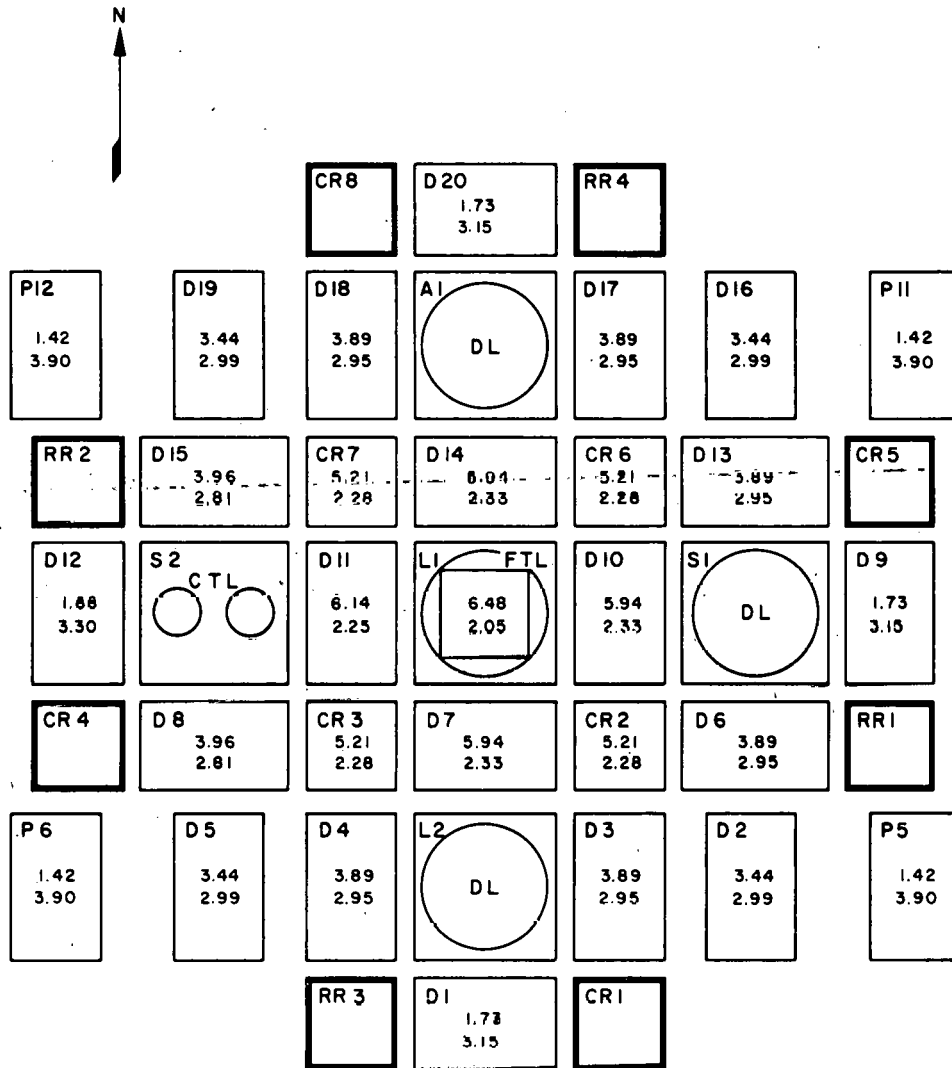 N
CR8 D20 RR4
1.73
3.15
P12 D19 D18 A1 D17 D16 P11
1.42 3.44 3.89 DL 3.89 3.44 1.42
3.90 2.99 2.95 2.95 2.99 3.90
RR2 D15 CR7 D14 CR6 D13 CR5
3.96 5.21 5.21 3.89
2.81 2.28 2.33 2.28 2.95
D12 S2 D11 L1 FTL D10 S1 D9
CTL
1.88 6.14 6.48 5.94 DL 1.73
3.30 2.25 2.05 2.33 3.15
CR4 D8 CR3 D7 CR2 D6 RR1
3.96 5.21 5.94 5.21 3.89
2.81 2.28 2.33 2.28 2.95
P6 D5 D4 L2 D3 D2 P5
1.42 3.44 3.89 DL 3.89 3.44 1.42
3.90 2.99 2.95 2.95 2.99 3.90
RR3 D1 CR1
1.73
3.15